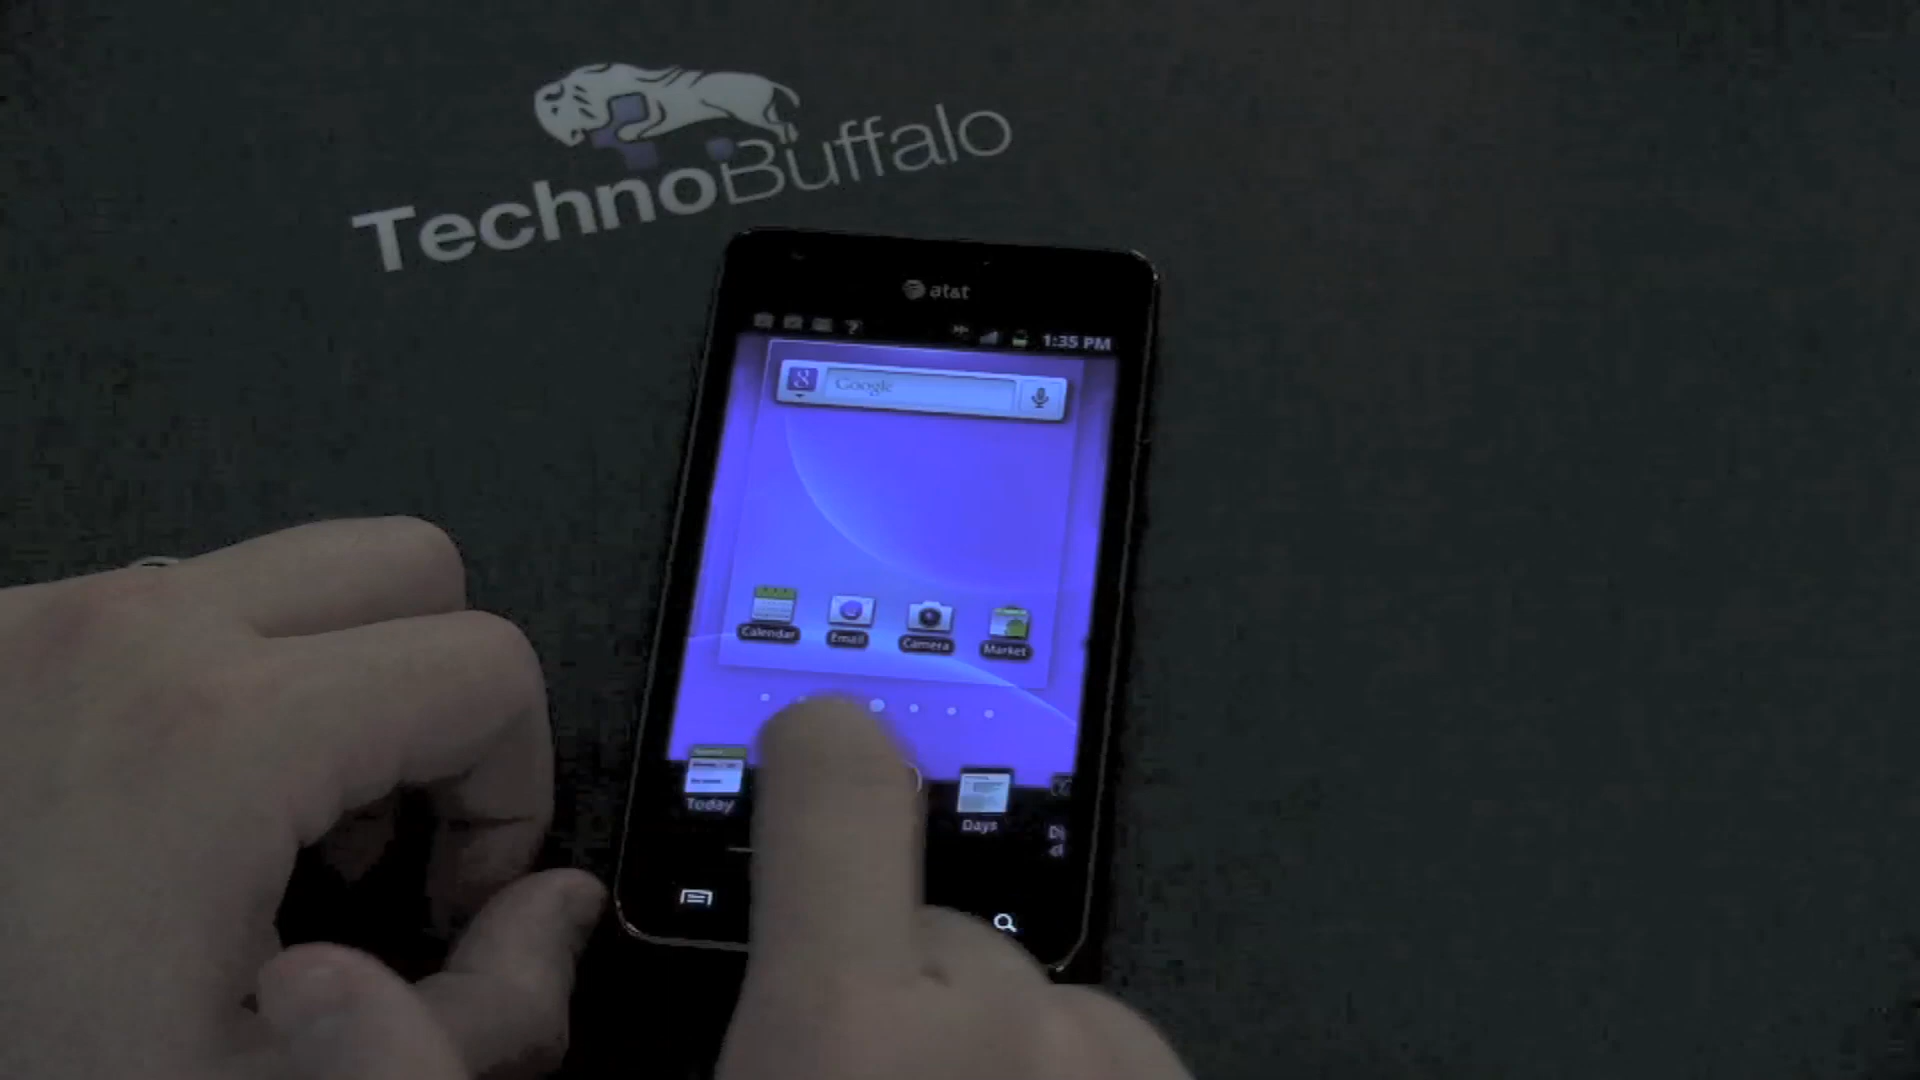 TechnoBuffalo
at&t
1:35 PM
Google
Calendar
Email
Camera
Market
Today
Days